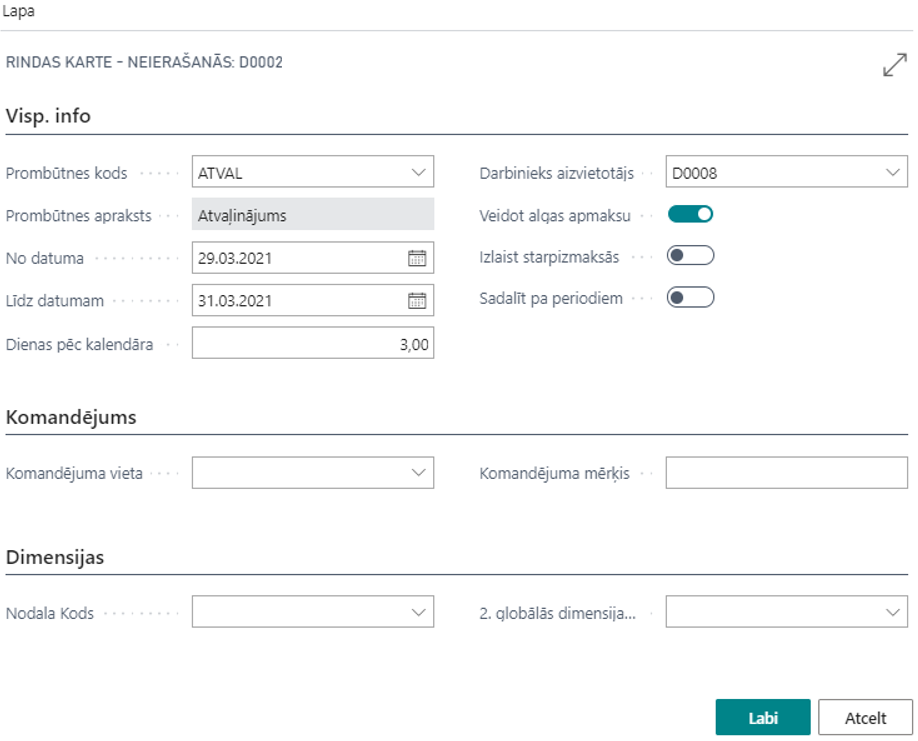 Lapa
RINDAS KARTE - NEIERAŠANĀS: D0002
Visp. info
Prombūtnes kods ATVAL
Darbinieks aizvietotājs D0008
Prombūtnes apraksts Atvaļinājums
Veidot algas apmaksu
No datuma 29.03.2021
Izlaist starpizmaksās
Līdz datumam 31.03.2021
Sadalīt pa periodiem
Dienas pēc kalendāra 3,00
Komandējums
Komandējuma vieta
Komandējuma mērķis
Dimensijas
Nodala Kods
2. globālās dimensija...
Labi
Atcelt